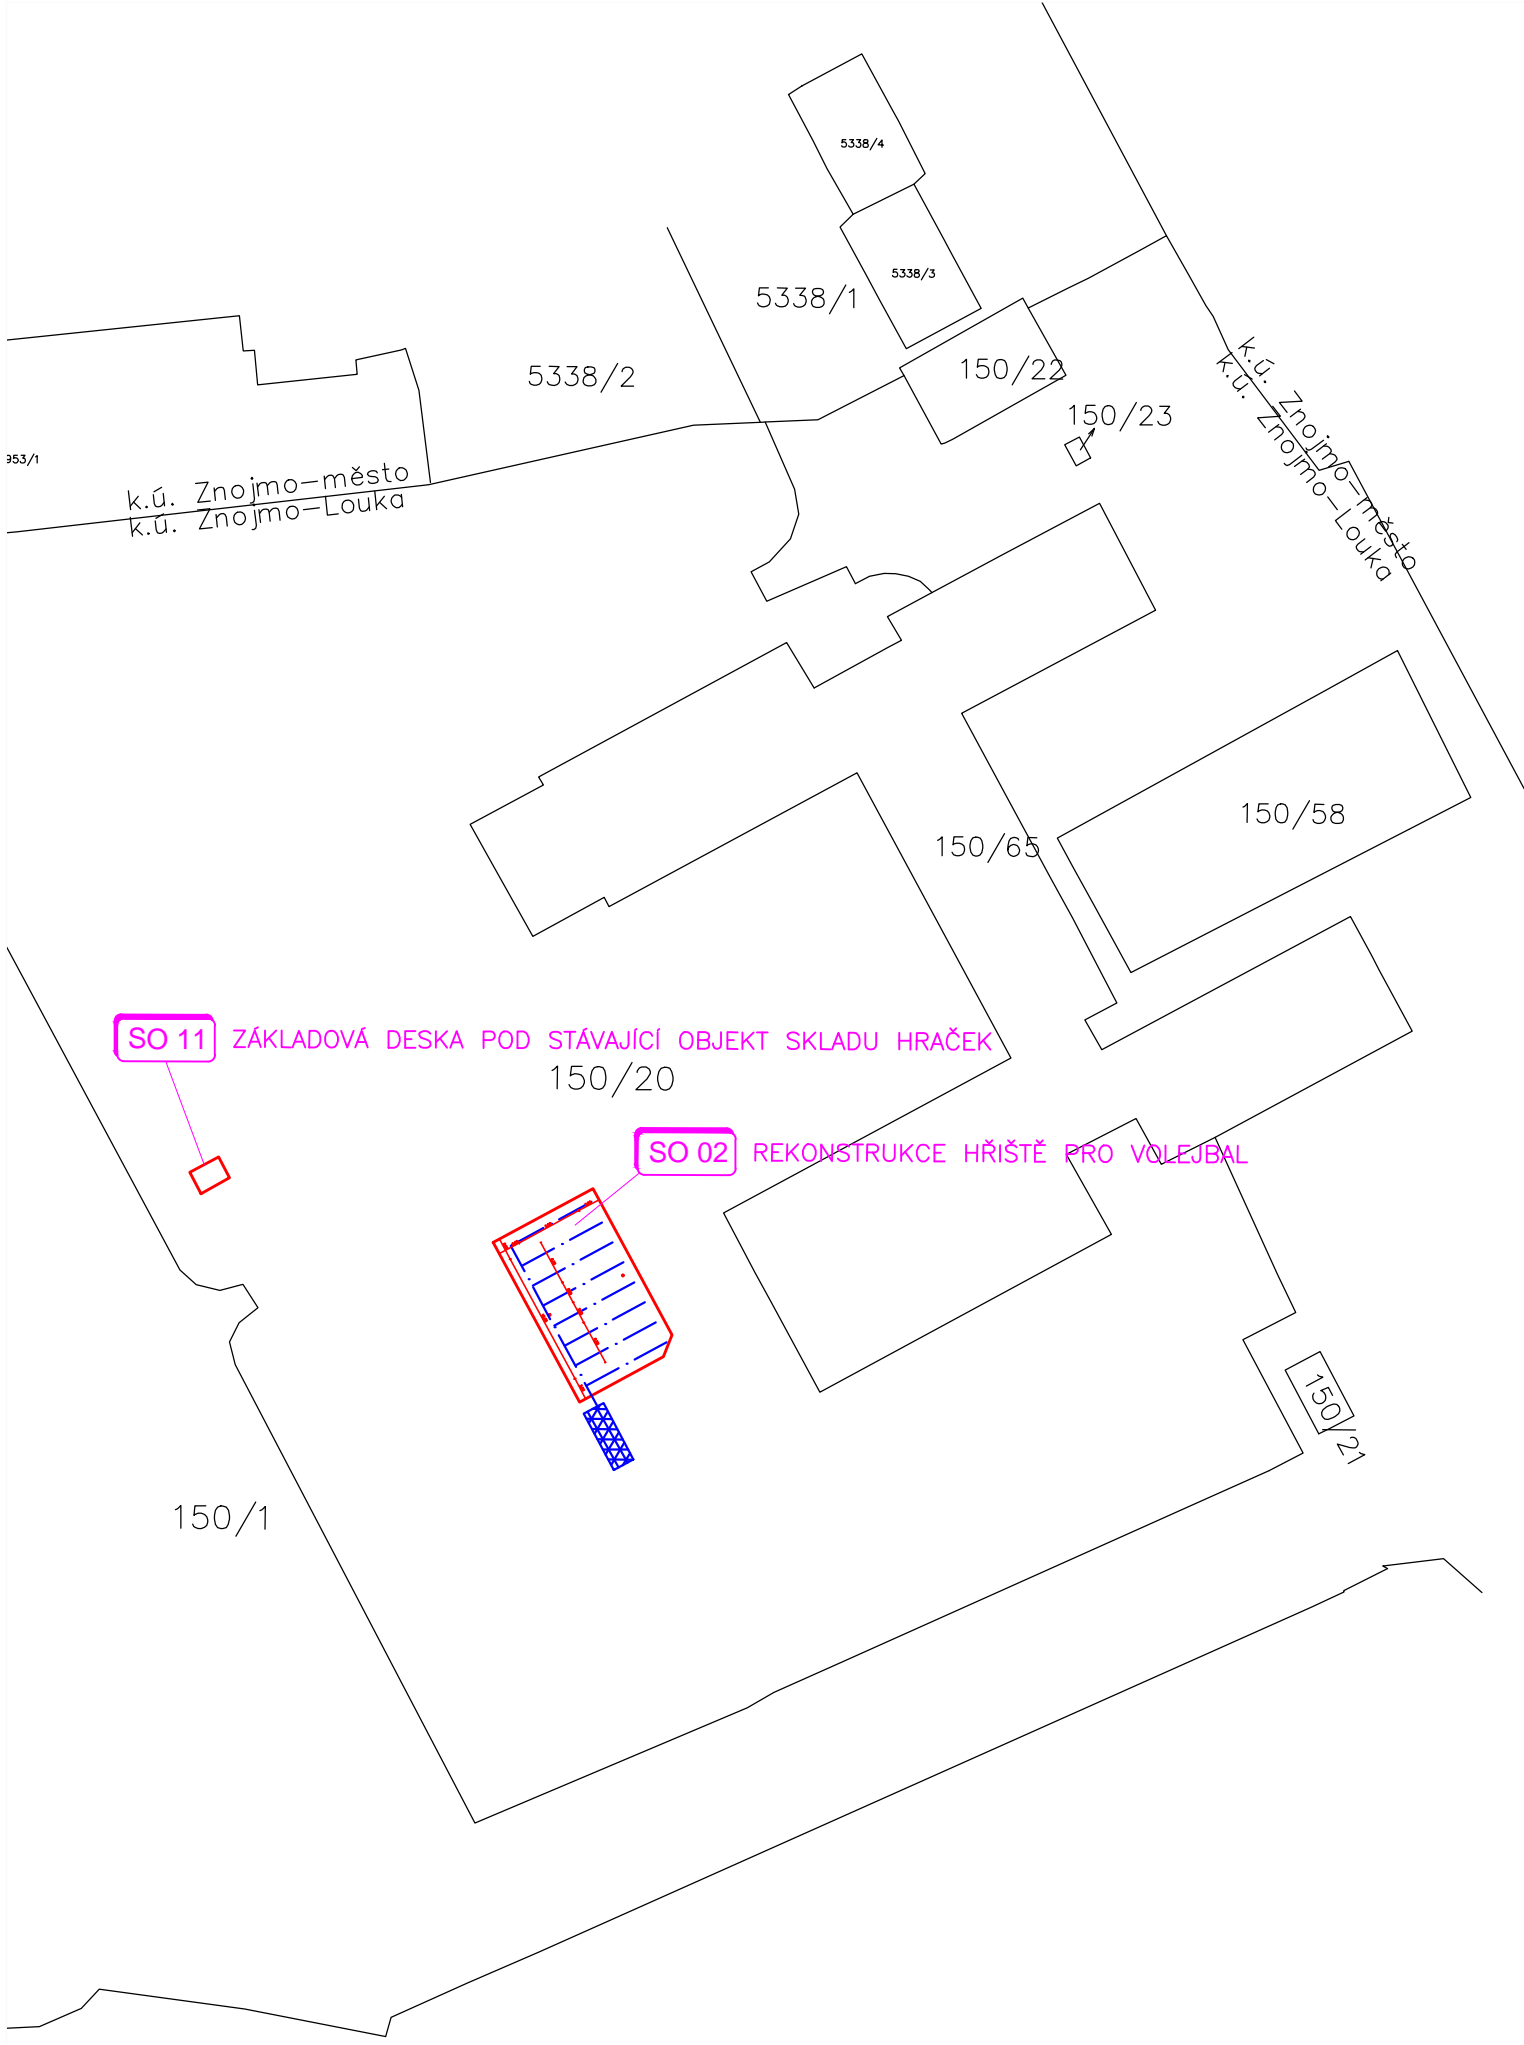 5338/4
5338/3
5338/1
150/22
5338/2
k.ú. Znojmo-město
k.ú. Znojmo-Louka
150/23
953/1
k.ú. Znojmo-město
k.ú. Znojmo-Louka
150/58
150/65
SO 11 ZÁKLADOVÁ DESKA POD STÁVAJÍCÍ OBJEKT SKLADU HRAČEK
150/20
SO 02 REKONSTRUKCE HŘIŠTĚ PRO VOLEJBAL
150/21
150/1